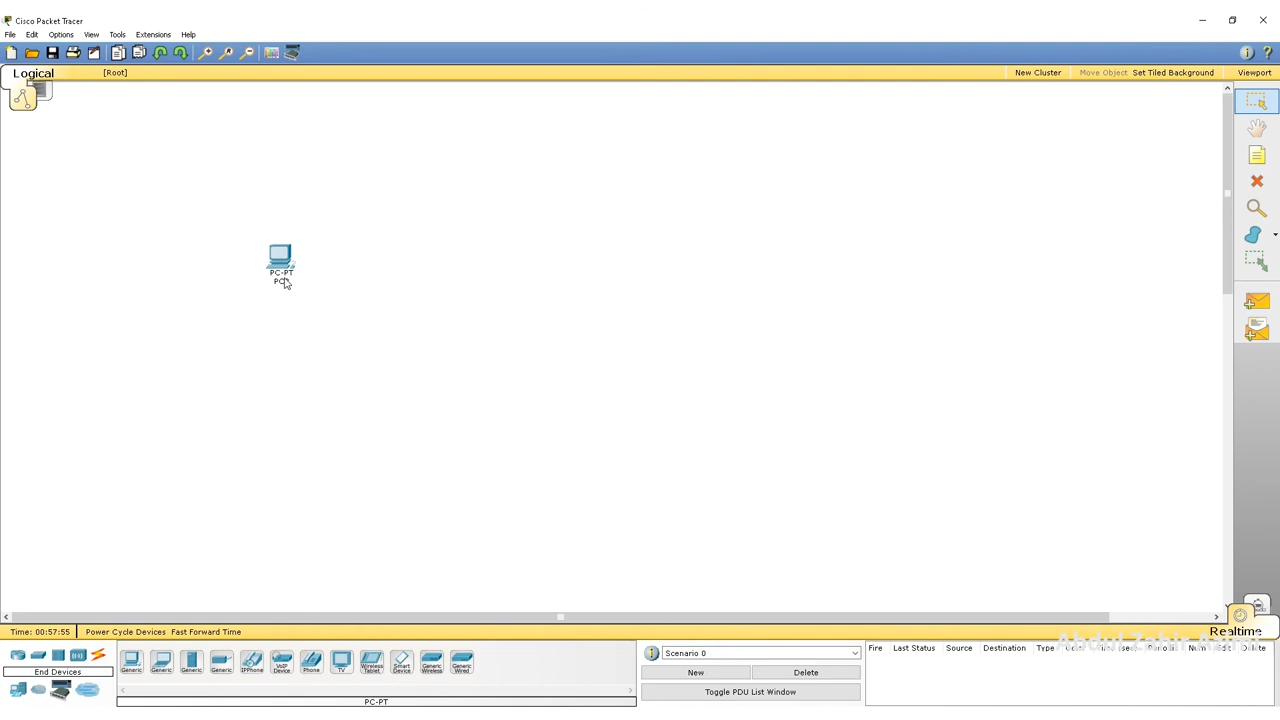 Cisco Packet Tracer
File Edit Options View Tools Extensions Help
Logical [Root] New Cluster Move Object Set Tiled Background Viewport
PC-PT
Time: 00:57:55 Power Cycle Devices Fast Forward Time Realtime
Abdul Zahir
End Devices
Generic Generic Generic Generic IPPhone VoIP Device Phone TV Wireless Tablet Smart Device Generic Wireless Generic Wired
PC-PT
Scenario 0
New Delete
Toggle PDU List Window
Fire Last Status Source Destination Type